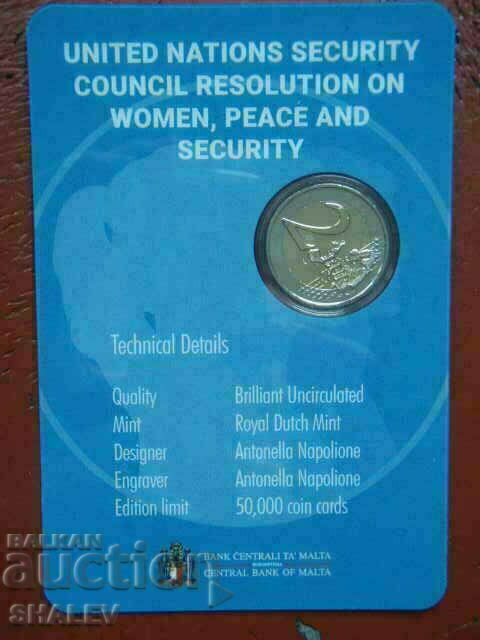 UNITED NATIONS SECURITY
COUNCIL RESOLUTION ON
WOMEN, PEACE AND
SECURITY
2
Technical Details
Quality Brilliant Uncirculated
Mint Royal Dutch Mint
Designer Antonella Napolione
Engraver Antonella Napolione
Edition limit 50,000 coin cards
BANK ĊENTRALI TA' MALTA
CENTRAL BANK OF MALTA
BALKAN
auction
SHALEV